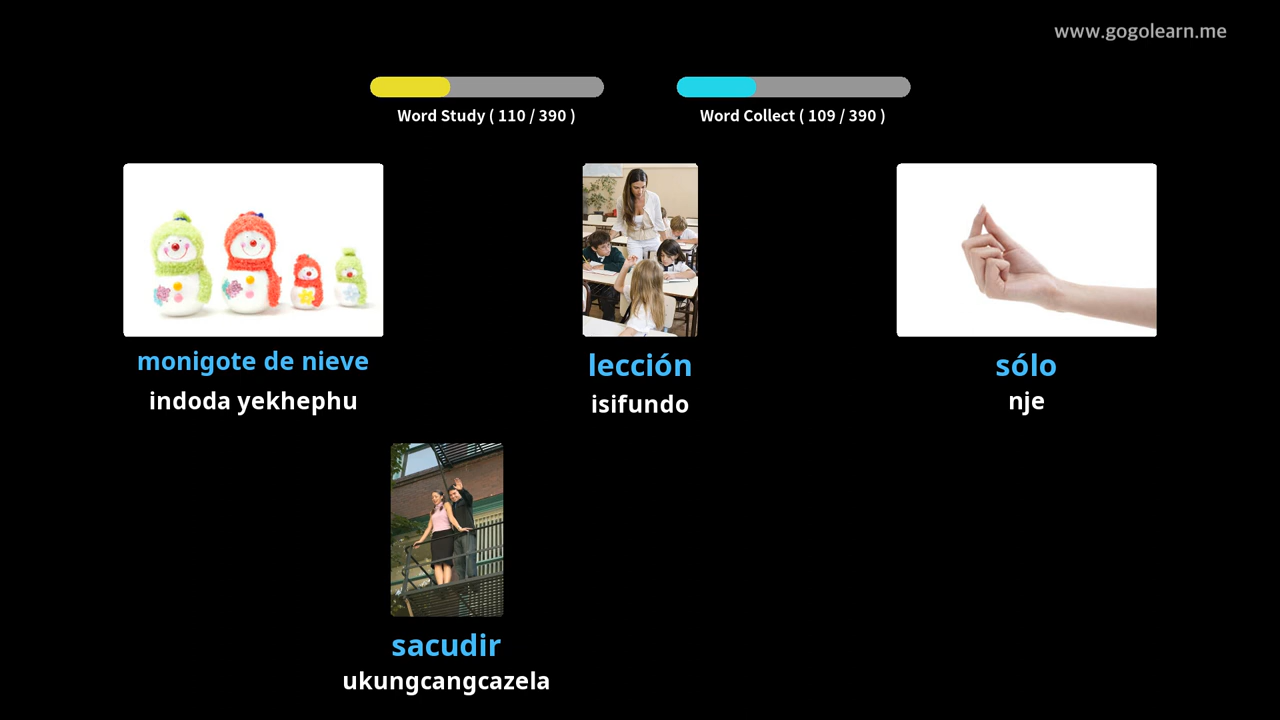 www.gogolearn.me
Word Study ( 110 / 390 )
Word Collect ( 109 / 390 )
monigote de nieve
indoda yekhephu
lección
isifundo
sólo
nje
sacudir
ukungcangcazela